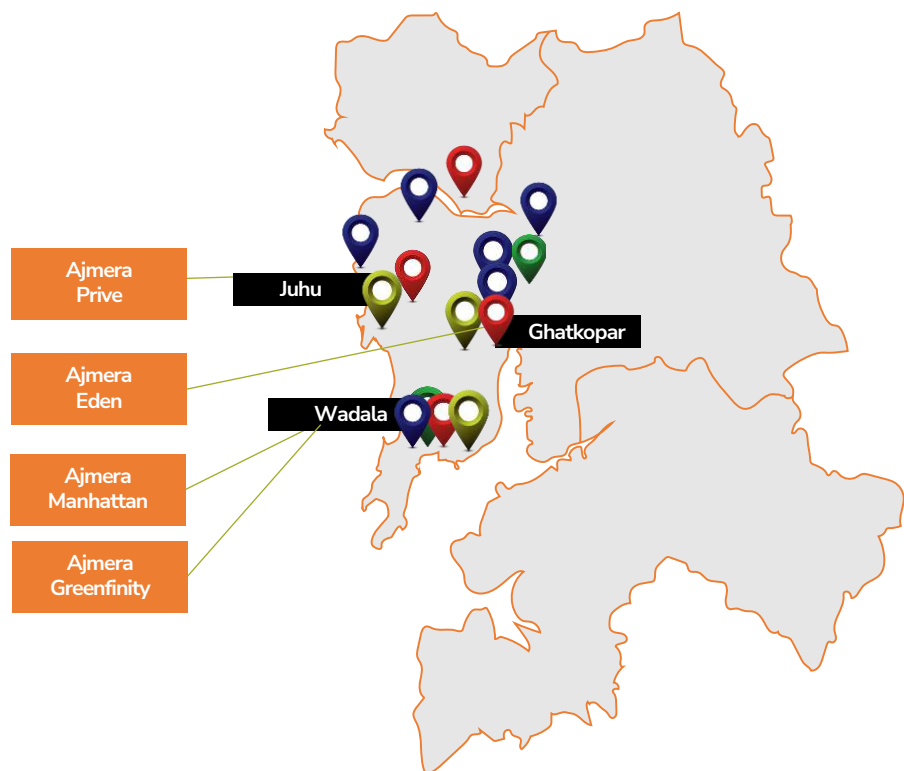 Ajmera
Prive
Juhu
Ghatkopar
Ajmera
Eden
Wadala
Ajmera
Manhattan
Ajmera
Greenfinity